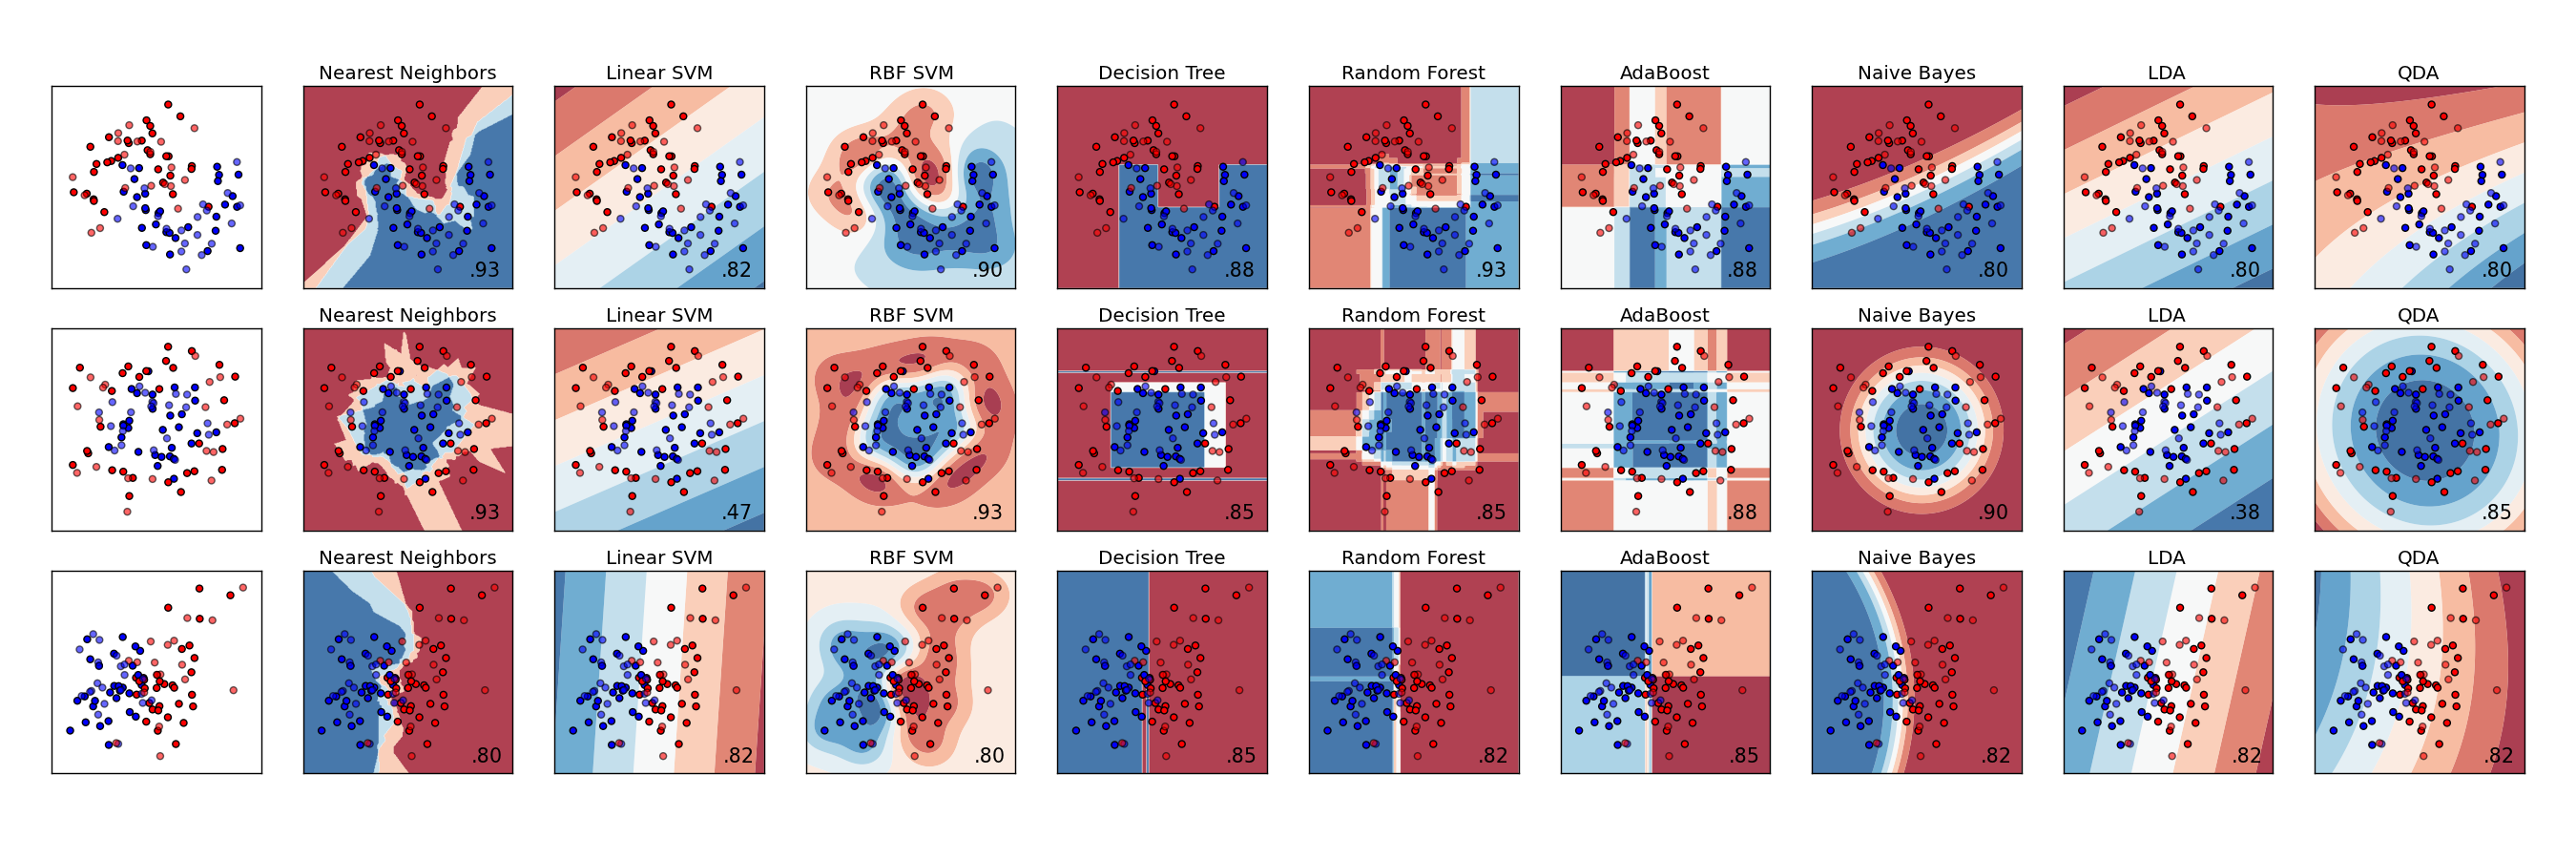 Nearest Neighbors Linear SVM RBF SVM Decision Tree Random Forest AdaBoost Naive Bayes LDA QDA
.93 .82 .90 .88 .93 .88 .80 .80 .80
Nearest Neighbors Linear SVM RBF SVM Decision Tree Random Forest AdaBoost Naive Bayes LDA QDA
.93 .47 .93 .85 .85 .88 .90 .38 .85
Nearest Neighbors Linear SVM RBF SVM Decision Tree Random Forest AdaBoost Naive Bayes LDA QDA
.80 .82 .80 .85 .82 .85 .82 .82 .82